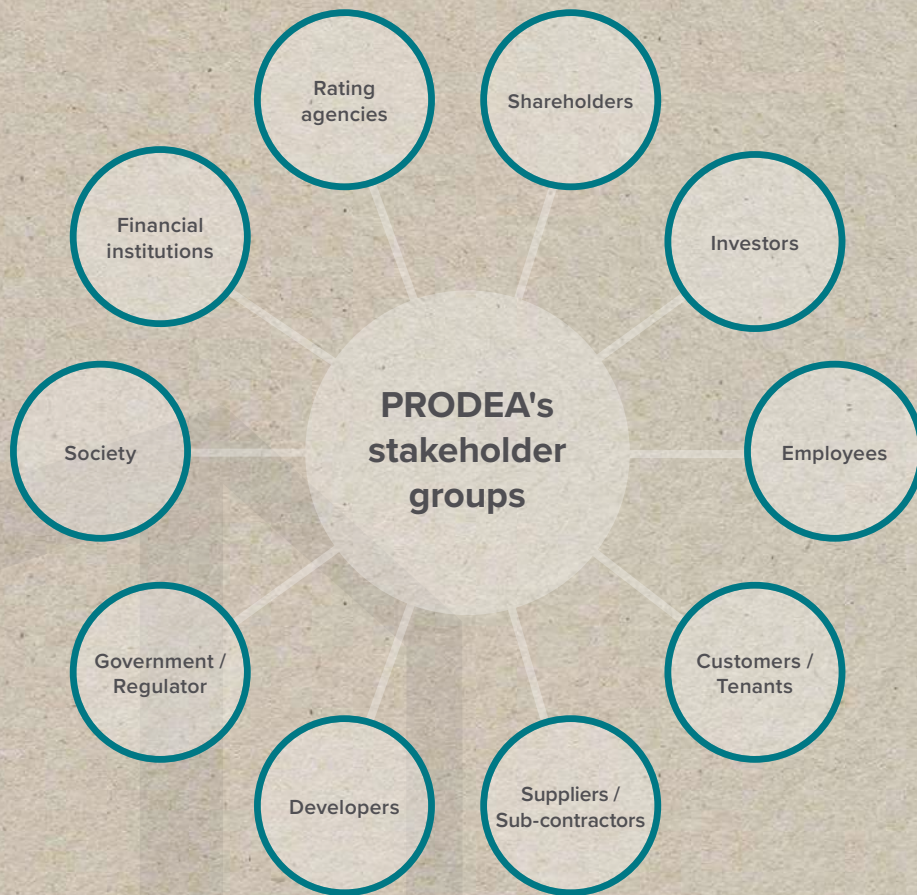 Rating
agencies
Shareholders
Financial
institutions
Investors
PRODEA's
stakeholder
groups
Society
Employees
Government /
Regulator
Customers /
Tenants
Developers
Suppliers /
Sub-contractors